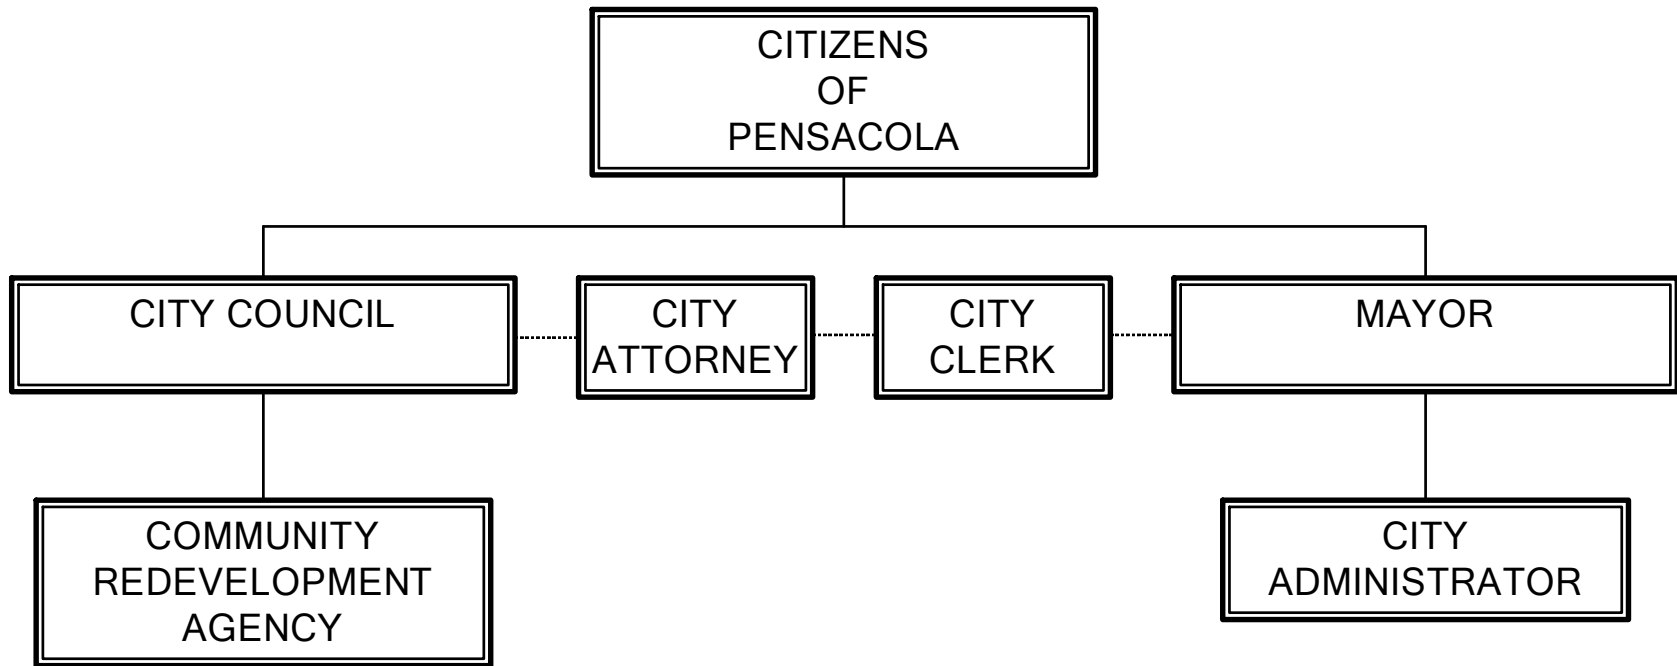 CITIZENS
OF
PENSACOLA
CITY COUNCIL
CITY
ATTORNEY
CITY
CLERK
MAYOR
COMMUNITY
REDEVELOPMENT
AGENCY
CITY
ADMINISTRATOR